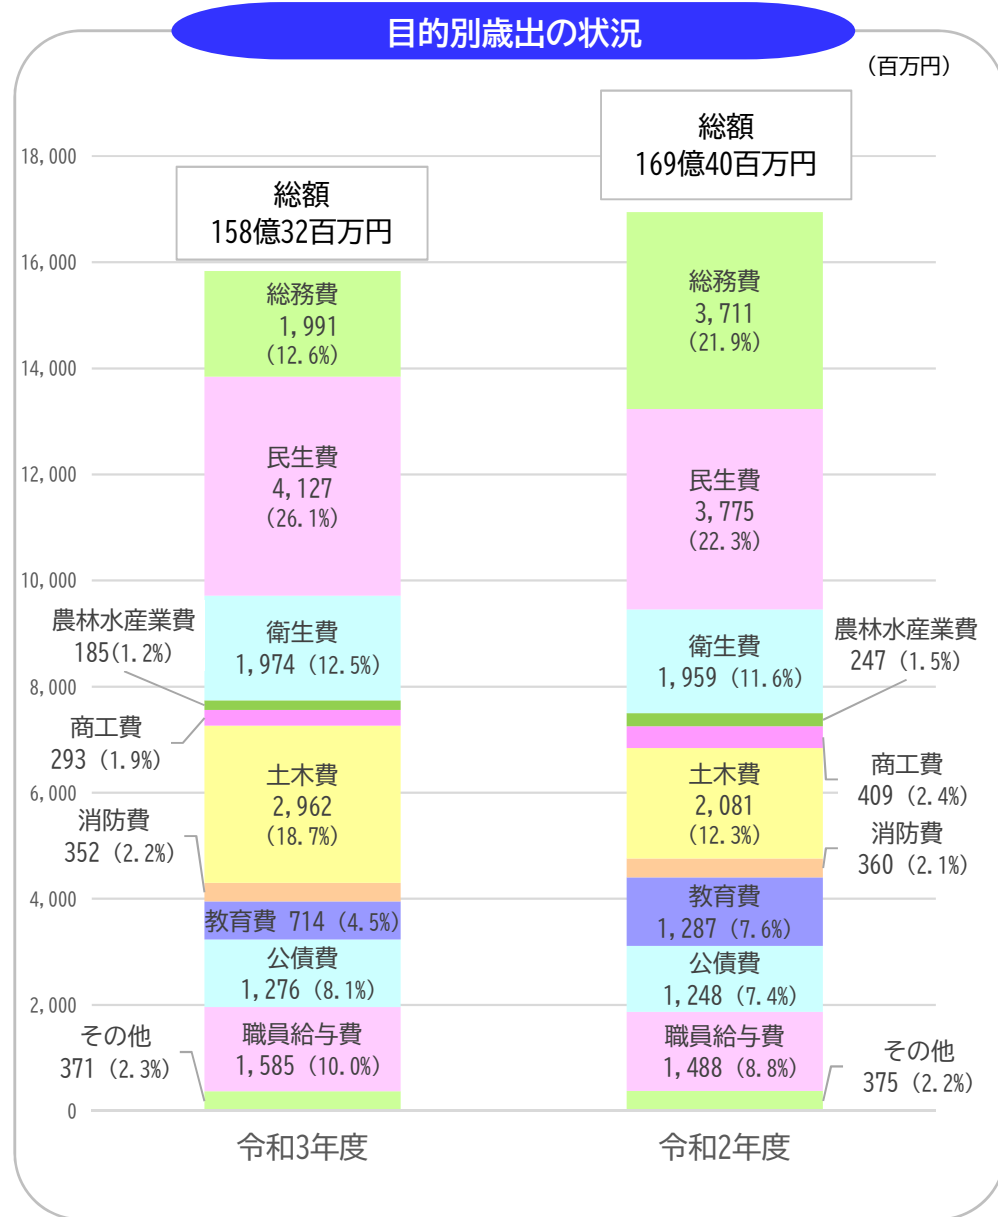 目的別歳出の状況
(百万円)
総額
158億32百万円
総額
169億40百万円
18,000
16,000
14,000
12,000
10,000
8,000
6,000
4,000
2,000
0
総務費
1,991
(12.6%)
民生費
4,127
(26.1%)
衛生費
1,974 (12.5%)
農林水産業費
185(1.2%)
商工費
293 (1.9%)
土木費
2,962
(18.7%)
消防費
352 (2.2%)
教育費 714 (4.5%)
公債費
1,276 (8.1%)
職員給与費
1,585 (10.0%)
その他
371 (2.3%)
令和3年度
総務費
3,711
(21.9%)
民生費
3,775
(22.3%)
衛生費
1,959 (11.6%)
農林水産業費
247 (1.5%)
商工費
409 (2.4%)
土木費
2,081
(12.3%)
消防費
360 (2.1%)
教育費
1,287 (7.6%)
公債費
1,248 (7.4%)
職員給与費
1,488 (8.8%)
その他
375 (2.2%)
令和2年度